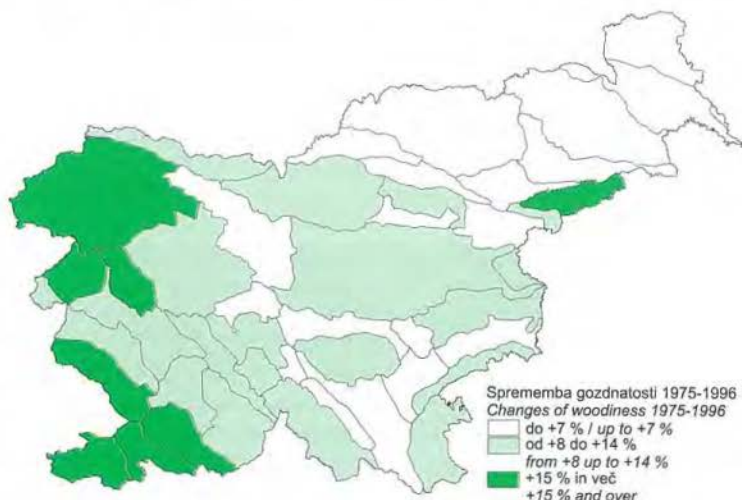 Sprememba gozdnatosti 1975-1996
Changes of woodiness 1975-1996
do +7 % / up to +7 %
od +8 do +14 %
from +8 up to +14 %
+15 % in več
+15 % and over